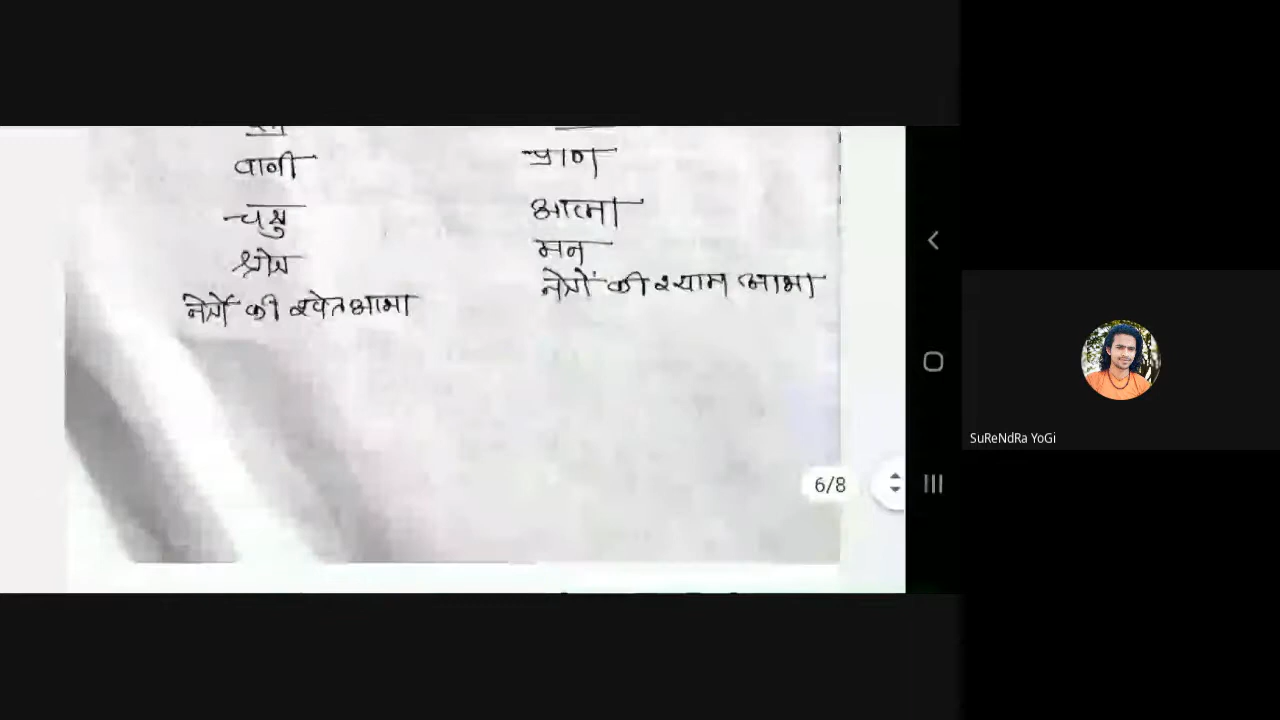 वानी प्राण
चक्षु आत्मा
श्रोत्र मन
नेत्रों की श्वेत आभा नेत्रों की श्याम आभा
6/8
SuReNdRa YoGi